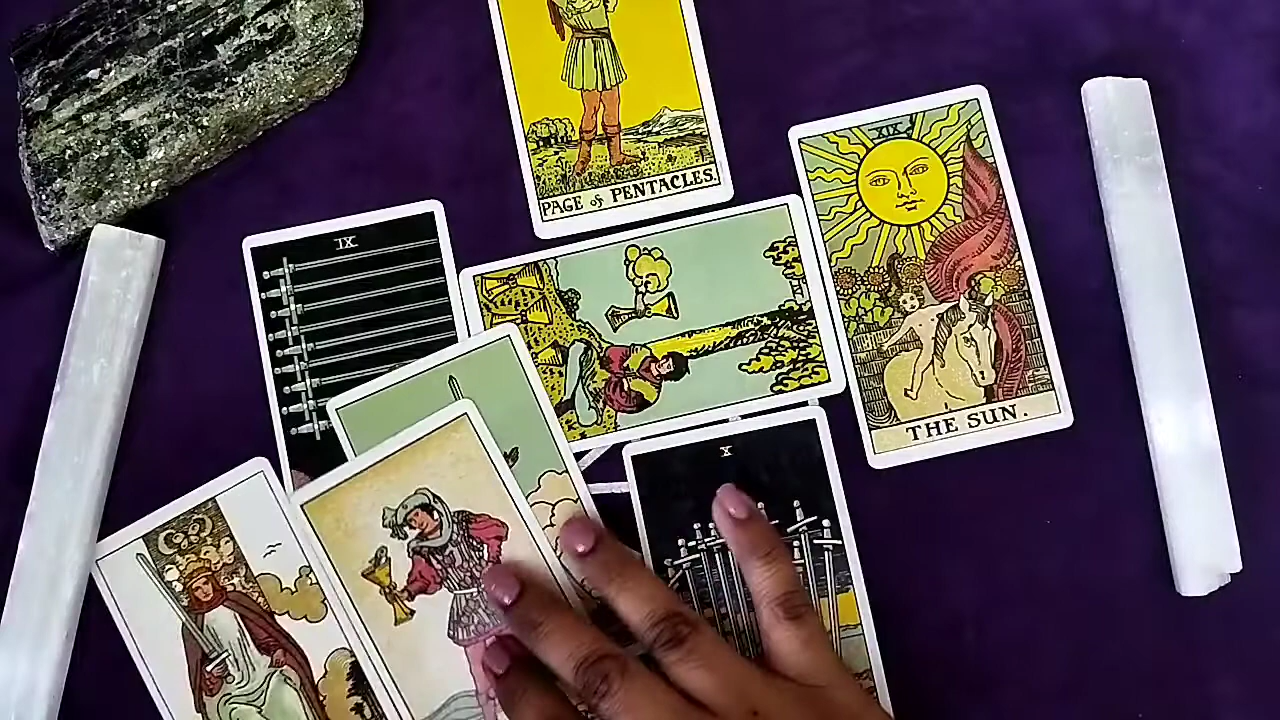 PAGE of PENTACLES.
XIX
IX
THE SUN.
X